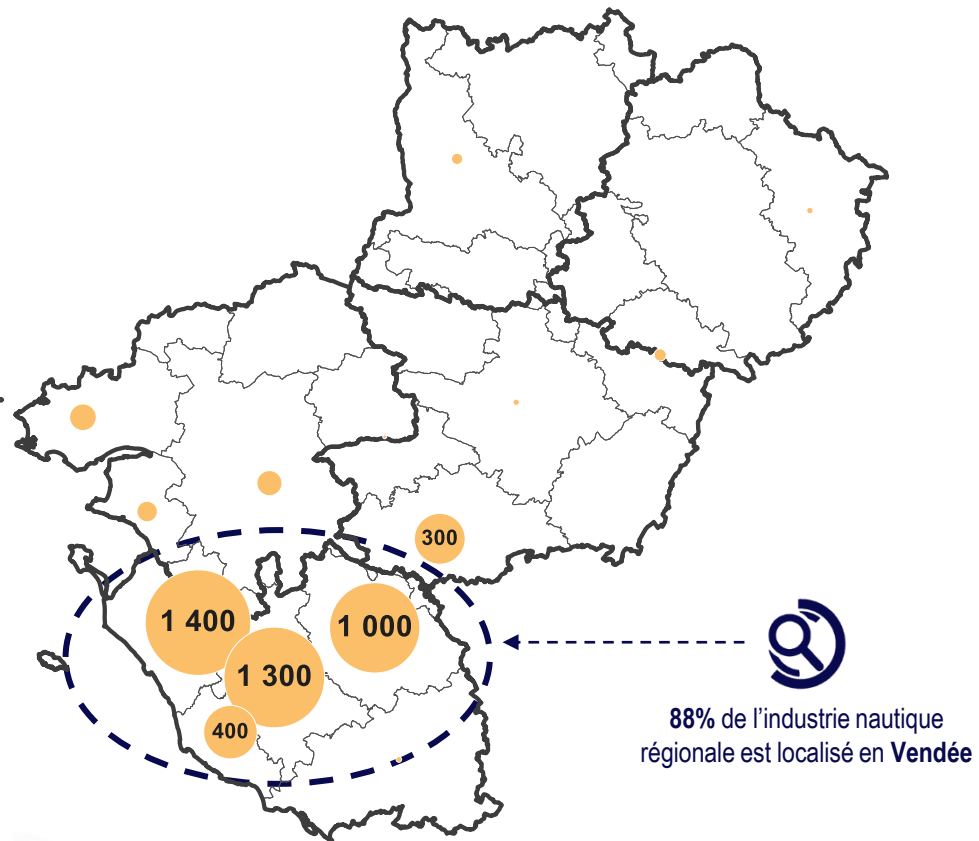 300
1 400
1 000
1 300
400
88% de l’industrie nautique
régionale est localisé en Vendée